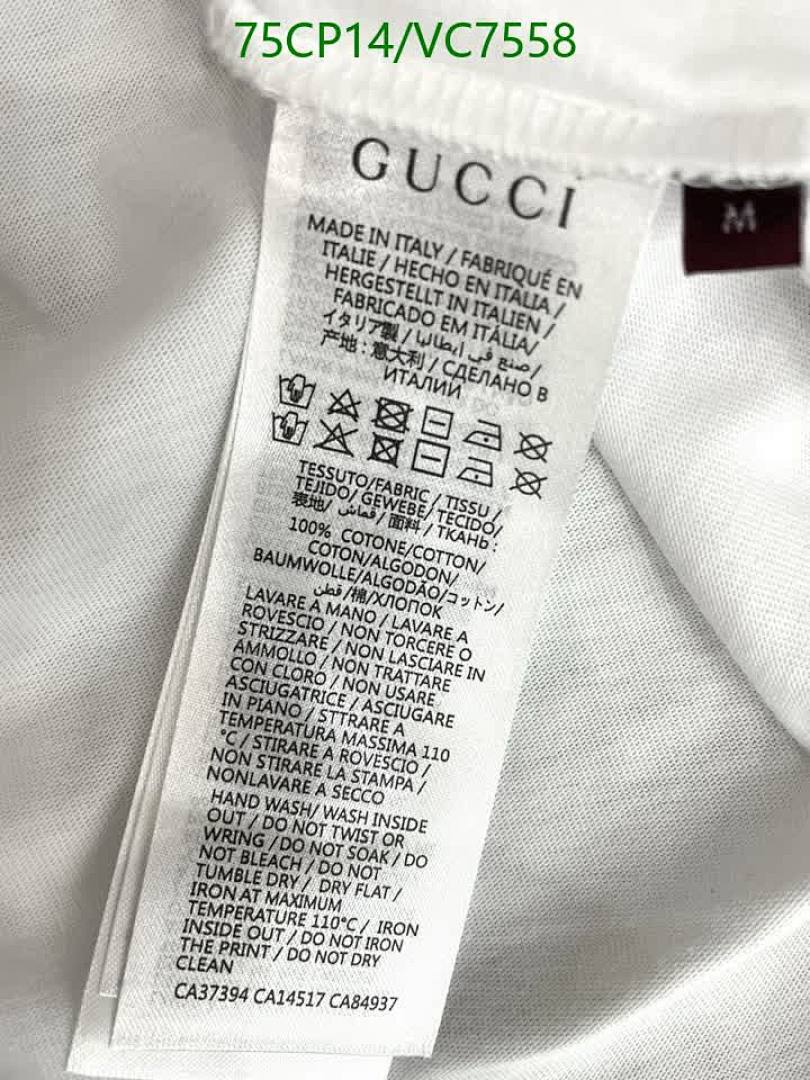 75CP14/VC7558
GUCCI
M
MADE IN ITALY / FABRIQUÉ EN
ITALIE / HECHO EN ITALIA /
HERGESTELLT IN ITALIEN /
FABRICADO EM ITÁLIA/
イタリア製 / صنع في إيطاليا /
产地：意大利 / СДЕЛАНО В
ИТАЛИИ
TESSUTO/FABRIC / TISSU /
TEJIDO/ GEWEBE/ TECIDO/
表地/ قماش / 面料 / ТКАНЬ :
100% COTONE/COTTON/
COTON/ALGODON/
BAUMWOLLE/ALGODÃO/コットン/
قطن /棉/ХЛОПОК
LAVARE A MANO / LAVARE A
ROVESCIO / NON TORCERE O
STRIZZARE / NON LASCIARE IN
AMMOLLO / NON TRATTARE
CON CLORO / NON USARE
ASCIUGATRICE / ASCIUGARE
IN PIANO / STTRARE A
TEMPERATURA MASSIMA 110
°C / STIRARE A ROVESCIO /
NON STIRARE LA STAMPA /
NONLAVARE A SECCO
HAND WASH/ WASH INSIDE
OUT / DO NOT TWIST OR
WRING / DO NOT SOAK / DO
NOT BLEACH / DO NOT
TUMBLE DRY / DRY FLAT /
IRON AT MAXIMUM
TEMPERATURE 110°C / IRON
INSIDE OUT / DO NOT IRON
THE PRINT / DO NOT DRY
CLEAN
CA37394 CA14517 CA84937